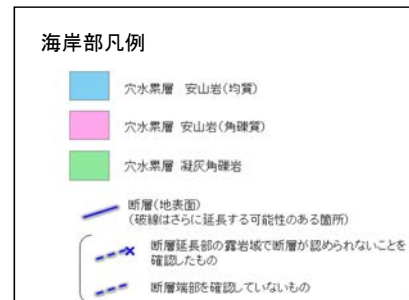 海岸部凡例
穴水累層 安山岩(均質)
穴水累層 安山岩(角礫質)
穴水累層 凝灰角礫岩
断層(地表面)
(破線はさらに延長する可能性のある箇所)
断層延長部の露岩域で断層が認められないことを
確認したもの
断層端部を確認していないもの